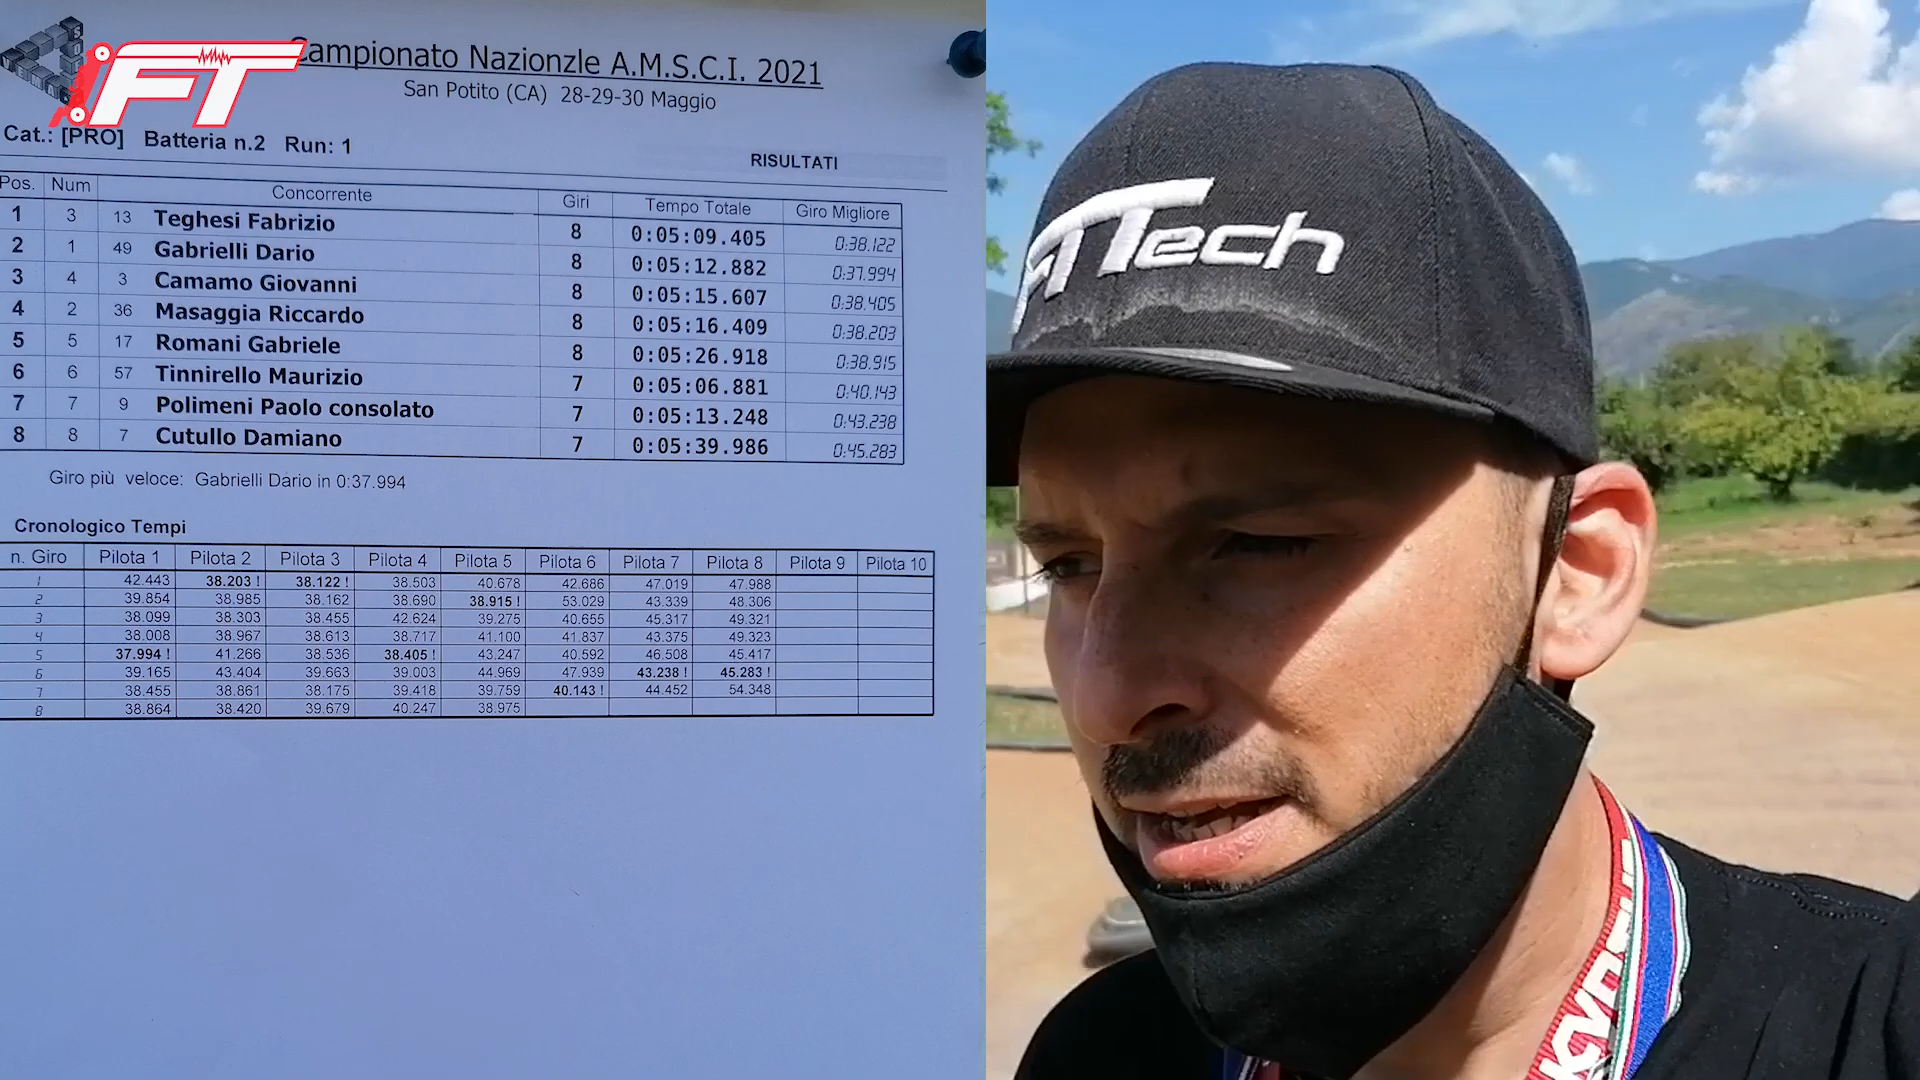 FT
Campionato Nazionzle A.M.S.C.I. 2021
San Potito (CA) 28-29-30 Maggio
Cat.: [PRO] Batteria n.2 Run: 1
RISULTATI
Pos. Num Concorrente Giri Tempo Totale Giro Migliore
1 3 13 Teghesi Fabrizio 8 0:05:09.405 0:38.122
2 1 49 Gabrielli Dario 8 0:05:12.882 0:37.994
3 4 3 Camamo Giovanni 8 0:05:15.607 0:38.405
4 2 36 Masaggia Riccardo 8 0:05:16.409 0:38.203
5 5 17 Romani Gabriele 8 0:05:26.918 0:38.915
6 6 57 Tinnirello Maurizio 7 0:05:06.881 0:40.143
7 7 9 Polimeni Paolo consolato 7 0:05:13.248 0:43.238
8 8 7 Cutullo Damiano 7 0:05:39.986 0:45.283
Giro più veloce: Gabrielli Dario in 0:37.994
Cronologico Tempi
n. Giro Pilota 1 Pilota 2 Pilota 3 Pilota 4 Pilota 5 Pilota 6 Pilota 7 Pilota 8 Pilota 9 Pilota 10
1 42.443 38.203 ! 38.122 ! 38.503 40.678 42.686 47.019 47.988
2 39.854 38.985 38.162 38.690 38.915 ! 53.029 43.339 48.306
3 38.099 38.303 38.455 42.624 39.275 40.655 45.317 49.321
4 38.008 38.967 38.613 38.717 41.100 41.837 43.375 49.323
5 37.994 ! 41.266 38.536 38.405 ! 43.247 40.592 46.508 45.417
6 39.165 43.404 39.663 39.003 44.969 47.939 43.238 ! 45.283 !
7 38.455 38.861 38.175 39.418 39.759 40.143 ! 44.452 54.348
8 38.864 38.420 39.679 40.247 38.975
Tech
KYOSHO